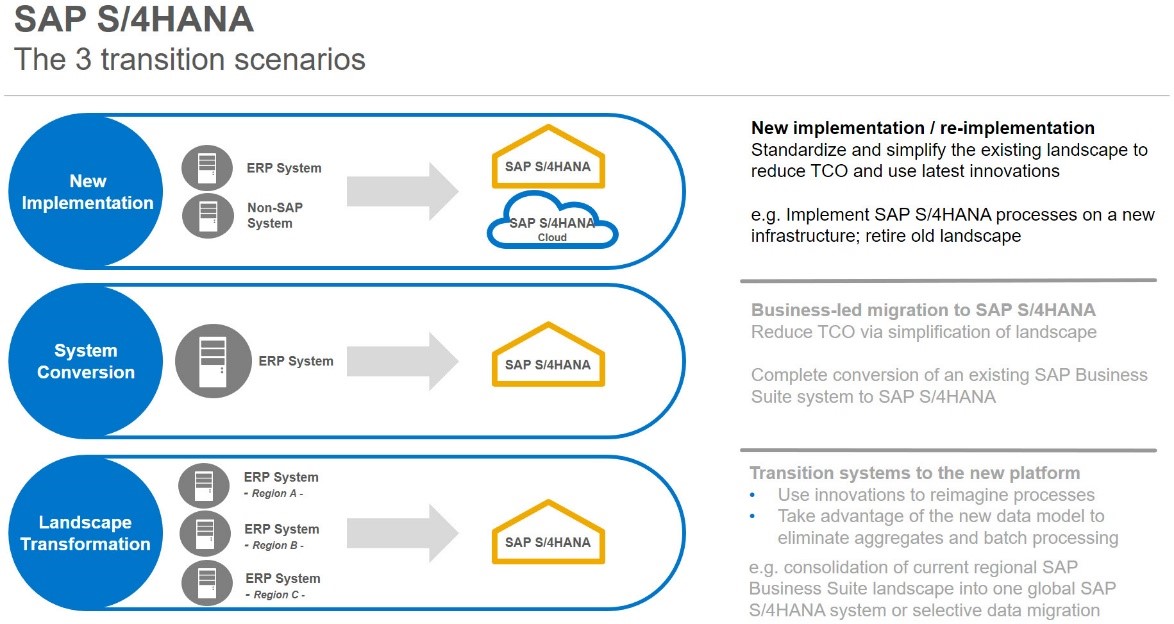 SAP S/4HANA
The 3 transition scenarios
New
Implementation
ERP System
Non-SAP
System
SAP S/4HANA
SAP S/4HANA
Cloud
New implementation / re-implementation
Standardize and simplify the existing landscape to
reduce TCO and use latest innovations
e.g. Implement SAP S/4HANA processes on a new
infrastructure; retire old landscape
System
Conversion
ERP System
SAP S/4HANA
Business-led migration to SAP S/4HANA
Reduce TCO via simplification of landscape
Complete conversion of an existing SAP Business
Suite system to SAP S/4HANA
Landscape
Transformation
ERP System
- Region A -
ERP System
- Region B -
ERP System
- Region C -
SAP S/4HANA
Transition systems to the new platform
• Use innovations to reimagine processes
• Take advantage of the new data model to
eliminate aggregates and batch processing
e.g. consolidation of current regional SAP
Business Suite landscape into one global SAP
S/4HANA system or selective data migration